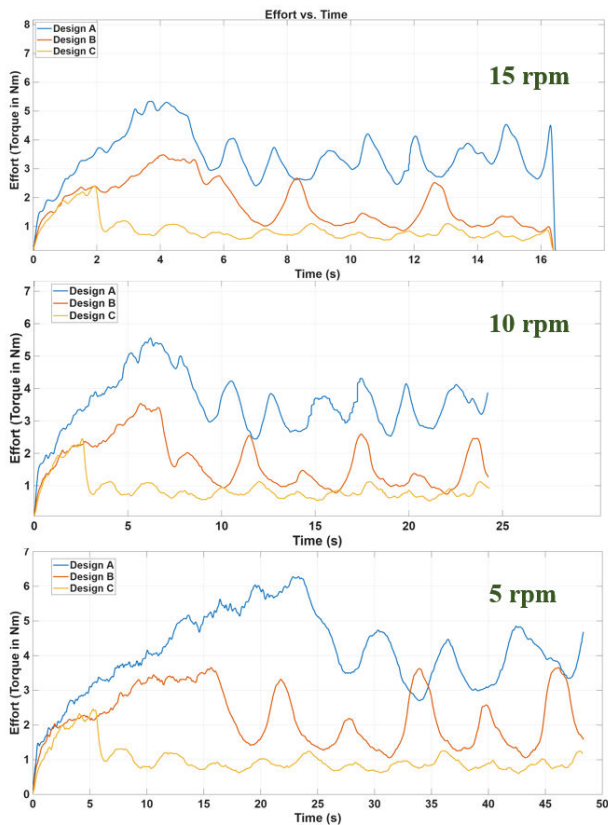 Effort vs. Time
8
7
6
5
4
3
2
1
Effort (Torque in Nm)
Design A
Design B
Design C
15 rpm
0 2 4 6 8 10 12 14 16
Time (s)
7
6
5
4
3
2
1
Effort (Torque in Nm)
Design A
Design B
Design C
10 rpm
0 5 10 15 20 25
Time (s)
7
6
5
4
3
2
1
0
Effort (Torque in Nm)
Design A
Design B
Design C
5 rpm
0 5 10 15 20 25 30 35 40 45 50
Time (s)